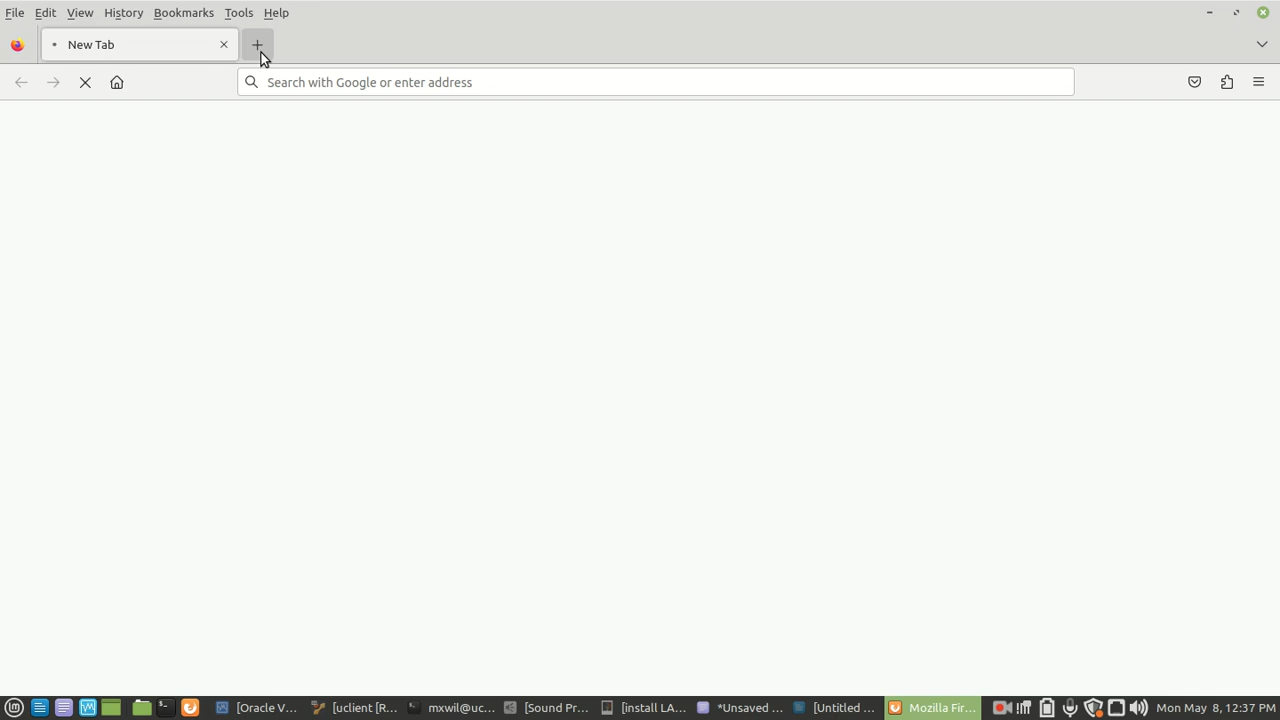 File Edit View History Bookmarks Tools Help
New Tab
Search with Google or enter address
[Oracle V... [uclient [R... mxwil@uc... [Sound Pr... [install LA... *Unsaved ... [Untitled ... Mozilla Fir... Mon May 8, 12:37 PM